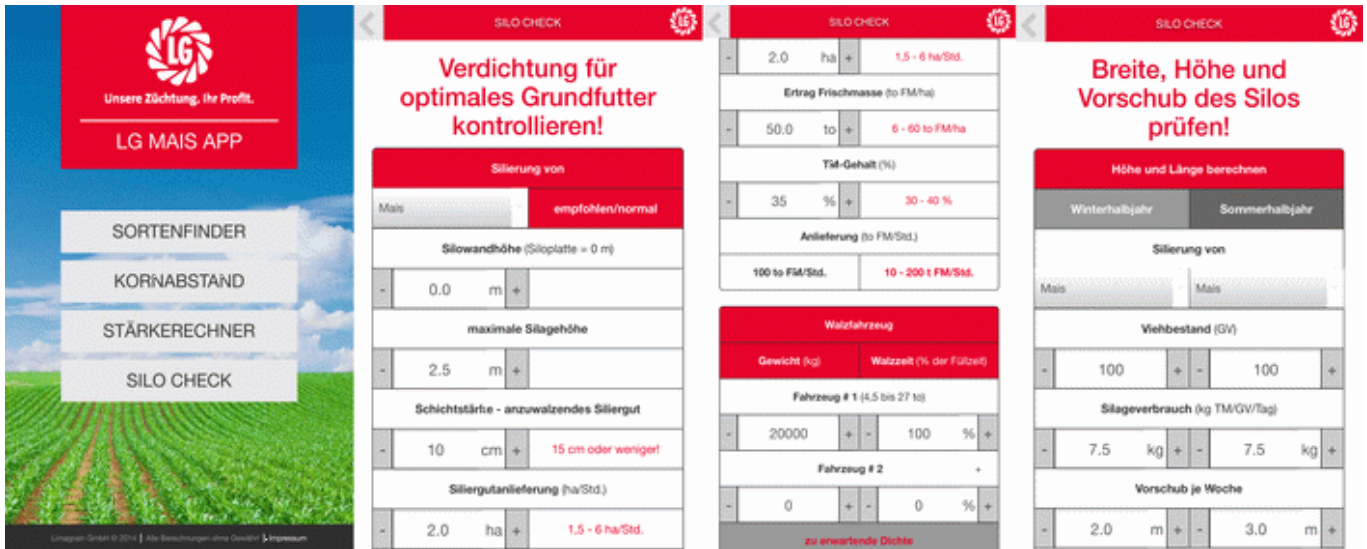 LG
Unsere Züchtung. Ihr Profit.
LG MAIS APP
SORTENFINDER
KORNABSTAND
STÄRKERECHNER
SILO CHECK
Limagrain GmbH © 2014 | Alle Berechnungen ohne Gewähr! | Impressum
SILO CHECK
LG
Verdichtung für
optimales Grundfutter
kontrollieren!
Silierung von
Mais
empfohlen/normal
Silowandhöhe (Siloplatte = 0 m)
- 0.0 m +
maximale Silagehöhe
- 2.5 m +
Schichtstärke - anzuwalzendes Siliergut
- 10 cm + 15 cm oder weniger!
Siliergutanlieferung (ha/Std.)
- 2.0 ha + 1,5 - 6 ha/Std.
SILO CHECK
LG
- 2.0 ha + 1,5 - 6 ha/Std.
Ertrag Frischmasse (to FM/ha)
- 50.0 to + 6 - 60 to FM/ha
TM-Gehalt (%)
- 35 % + 30 - 40 %
Anlieferung (to FM/Std.)
100 to FM/Std. 10 - 200 t FM/Std.
Walzfahrzeug
Gewicht (kg) Walzzeit (% der Füllzeit)
Fahrzeug # 1 (4,5 bis 27 to)
- 20000 + - 100 % +
Fahrzeug # 2 +
- 0 + - 0 % +
zu erwartende Dichte
SILO CHECK
LG
Breite, Höhe und
Vorschub des Silos
prüfen!
Höhe und Länge berechnen
Winterhalbjahr Sommerhalbjahr
Silierung von
Mais Mais
Viehbestand (GV)
- 100 + - 100 +
Silageverbrauch (kg TM/GV/Tag)
- 7.5 kg + - 7.5 kg +
Vorschub je Woche
- 2.0 m + - 3.0 m +